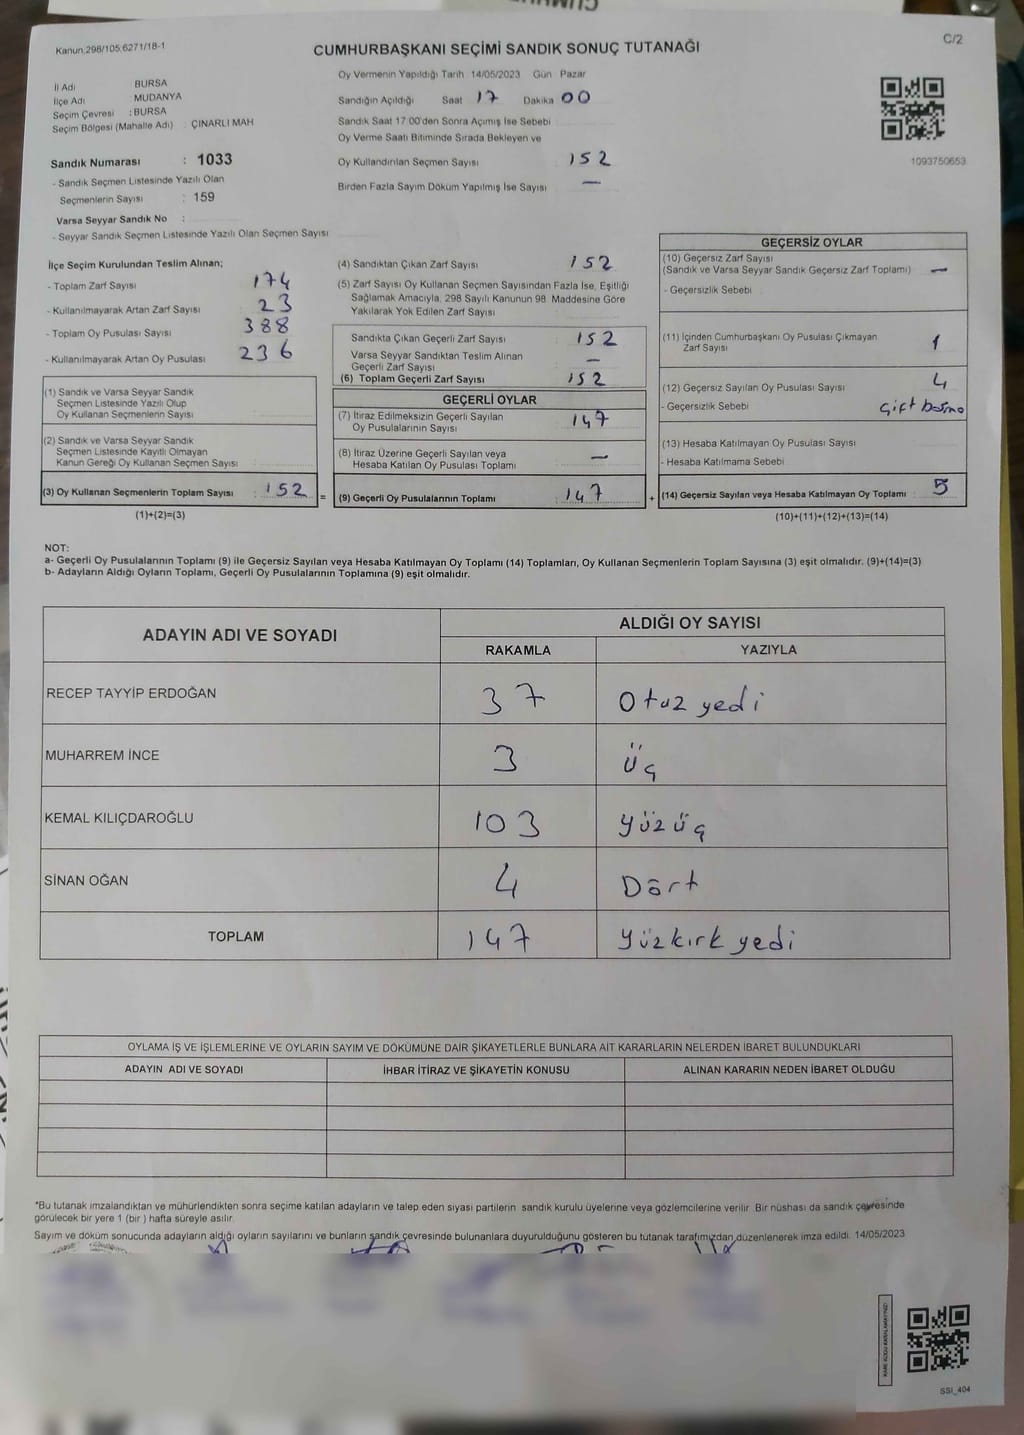 Kanun.298/105,6271/18-1
C/2
CUMHURBAŞKANI SEÇİMİ SANDIK SONUÇ TUTANAĞI
İl Adı BURSA
İlçe Adı MUDANYA
Seçim Çevresi : BURSA
Seçim Bölgesi (Mahalle Adı) : ÇINARLI MAH
Sandık Numarası : 1033
- Sandık Seçmen Listesinde Yazılı Olan
Seçmenlerin Sayısı : 159
Varsa Seyyar Sandık No :
- Seyyar Sandık Seçmen Listesinde Yazılı Olan Seçmen Sayısı
Oy Vermenin Yapıldığı Tarih 14/05/2023 Gün Pazar
Sandığın Açıldığı Saat 17 Dakika 00
Sandık Saat 17:00'den Sonra Açımış İse Sebebi
Oy Verme Saati Bitiminde Sırada Bekleyen ve
Oy Kullandırılan Seçmen Sayısı 152
Birden Fazla Sayım Döküm Yapılmış İse Sayısı —
1093750653
İlçe Seçim Kurulundan Teslim Alınan;
- Toplam Zarf Sayısı 174
- Kullanılmayarak Artan Zarf Sayısı 23
- Toplam Oy Pusulası Sayısı 388
- Kullanılmayarak Artan Oy Pusulası 236
(1) Sandık ve Varsa Seyyar Sandık
Seçmen Listesinde Yazılı Olup
Oy Kullanan Seçmenlerin Sayısı
(2) Sandık ve Varsa Seyyar Sandık
Seçmen Listesinde Kayıtlı Olmayan
Kanun Gereği Oy Kullanan Seçmen Sayısı
(3) Oy Kullanan Seçmenlerin Toplam Sayısı : 152 =
(1)+(2)=(3)
(4) Sandıktan Çıkan Zarf Sayısı 152
(5) Zarf Sayısı Oy Kullanan Seçmen Sayısından Fazla İse, Eşitliği
Sağlamak Amacıyla, 298 Sayılı Kanunun 98 Maddesine Göre
Yakılarak Yok Edilen Zarf Sayısı
Sandıkta Çıkan Geçerli Zarf Sayısı 152
Varsa Seyyar Sandıktan Teslim Alınan
Geçerli Zarf Sayısı —
(6) Toplam Geçerli Zarf Sayısı 152
GEÇERLİ OYLAR
(7) İtiraz Edilmeksizin Geçerli Sayılan
Oy Pusulalarının Sayısı 147
(8) İtiraz Üzerine Geçerli Sayılan veya
Hesaba Katılan Oy Pusulası Toplamı —
(9) Geçerli Oy Pusulalarının Toplamı : 147 +
GEÇERSİZ OYLAR
(10) Geçersiz Zarf Sayısı
(Sandık ve Varsa Seyyar Sandık Geçersiz Zarf Toplamı) —
- Geçersizlik Sebebi
(11) İçinden Cumhurbaşkanı Oy Pusulası Çıkmayan
Zarf Sayısı 1
(12) Geçersiz Sayılan Oy Pusulası Sayısı 4
- Geçersizlik Sebebi Çift basma
(13) Hesaba Katılmayan Oy Pusulası Sayısı
- Hesaba Katılmama Sebebi
(14) Geçersiz Sayılan veya Hesaba Katılmayan Oy Toplamı 5
(10)+(11)+(12)+(13)=(14)
NOT:
a- Geçerli Oy Pusulalarının Toplamı (9) ile Geçersiz Sayılan veya Hesaba Katılmayan Oy Toplamı (14) Toplamları, Oy Kullanan Seçmenlerin Toplam Sayısına (3) eşit olmalıdır. (9)+(14)=(3)
b- Adayların Aldığı Oyların Toplamı, Geçerli Oy Pusulalarının Toplamına (9) eşit olmalıdır.
ADAYIN ADI VE SOYADI
ALDIĞI OY SAYISI
RAKAMLA YAZIYLA
RECEP TAYYİP ERDOĞAN 37 Otuz yedi
MUHARREM İNCE 3 Üç
KEMAL KILIÇDAROĞLU 103 Yüz üç
SİNAN OĞAN 4 Dört
TOPLAM 147 Yüzkırk yedi
OYLAMA İŞ VE İŞLEMLERİNE VE OYLARIN SAYIM VE DÖKÜMÜNE DAİR ŞİKAYETLERLE BUNLARA AİT KARARLARIN NELERDEN İBARET BULUNDUKLARI
ADAYIN ADI VE SOYADI İHBAR İTİRAZ VE ŞİKAYETİN KONUSU ALINAN KARARIN NEDEN İBARET OLDUĞU
*Bu tutanak imzalandıktan ve mühürlendikten sonra seçime katılan adayların ve talep eden siyasi partilerin sandık kurulu üyelerine veya gözlemcilerine verilir. Bir nüshası da sandık çevresinde
görülecek bir yere 1 (bir ) hafta süreyle asılır.
Sayım ve döküm sonucunda adayların aldığı oyların sayılarını ve bunların sandık çevresinde bulunanlara duyurulduğunu gösteren bu tutanak tarafımızdan düzenlenerek imza edildi. 14/05/2023
SSI_404